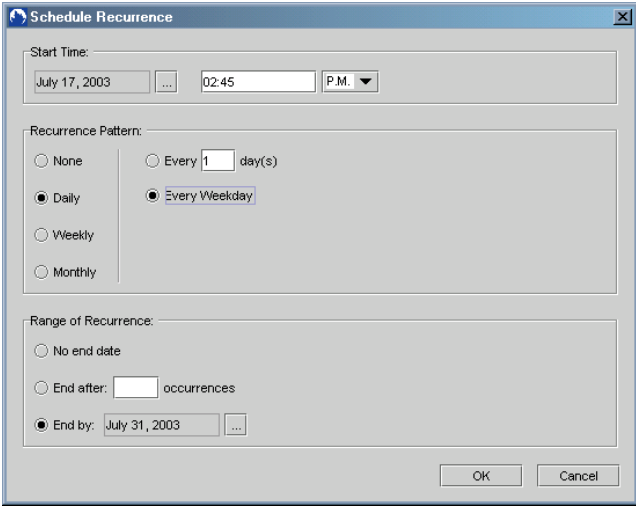 Schedule Recurrence
Start Time:
July 17, 2003 ... 02:45 P.M.
Recurrence Pattern:
None
Every 1 day(s)
Daily
Every Weekday
Weekly
Monthly
Range of Recurrence:
No end date
End after: occurrences
End by: July 31, 2003 ...
OK Cancel